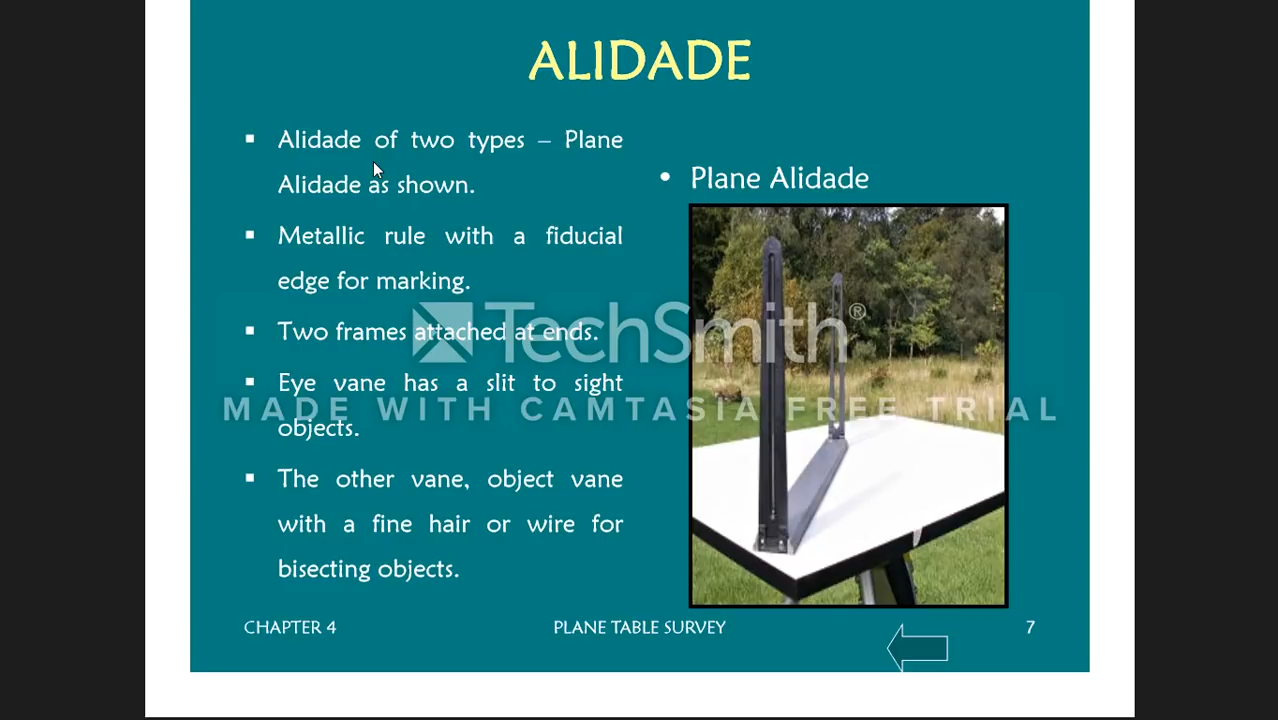 ALIDADE
▪ Alidade of two types – Plane
Alidade as shown.
▪ Metallic rule with a fiducial
edge for marking.
▪ Two frames attached at ends.
▪ Eye vane has a slit to sight
objects.
▪ The other vane, object vane
with a fine hair or wire for
bisecting objects.
• Plane Alidade
TechSmith®
MADE WITH CAMTASIA FREE TRIAL
CHAPTER 4
PLANE TABLE SURVEY
7